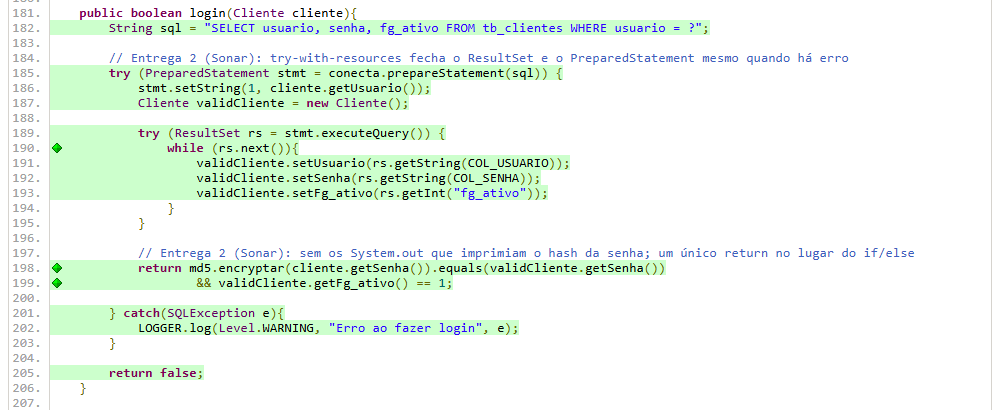 181.    public boolean login(Cliente cliente){
182.        String sql = "SELECT usuario, senha, fg_ativo FROM tb_clientes WHERE usuario = ?";
183.
184.        // Entrega 2 (Sonar): try-with-resources fecha o ResultSet e o PreparedStatement mesmo quando há erro
185.        try (PreparedStatement stmt = conecta.prepareStatement(sql)) {
186.            stmt.setString(1, cliente.getUsuario());
187.            Cliente validCliente = new Cliente();
188.
189.            try (ResultSet rs = stmt.executeQuery()) {
190.                while (rs.next()){
191.                    validCliente.setUsuario(rs.getString(COL_USUARIO));
192.                    validCliente.setSenha(rs.getString(COL_SENHA));
193.                    validCliente.setFg_ativo(rs.getInt("fg_ativo"));
194.                }
195.            }
196.
197.            // Entrega 2 (Sonar): sem os System.out que imprimiam o hash da senha; um único return no lugar do if/else
198.            return md5.encryptar(cliente.getSenha()).equals(validCliente.getSenha())
199.                    && validCliente.getFg_ativo() == 1;
200.
201.        } catch(SQLException e){
202.            LOGGER.log(Level.WARNING, "Erro ao fazer login", e);
203.        }
204.
205.        return false;
206.    }
207.